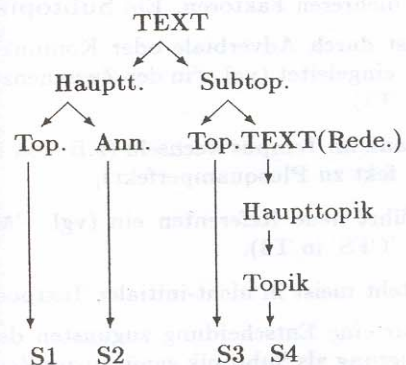 TEXT
Hauptt. Subtop.
Top. Ann. Top.TEXT(Rede.)
Haupttopik
Topik
S1 S2 S3 S4